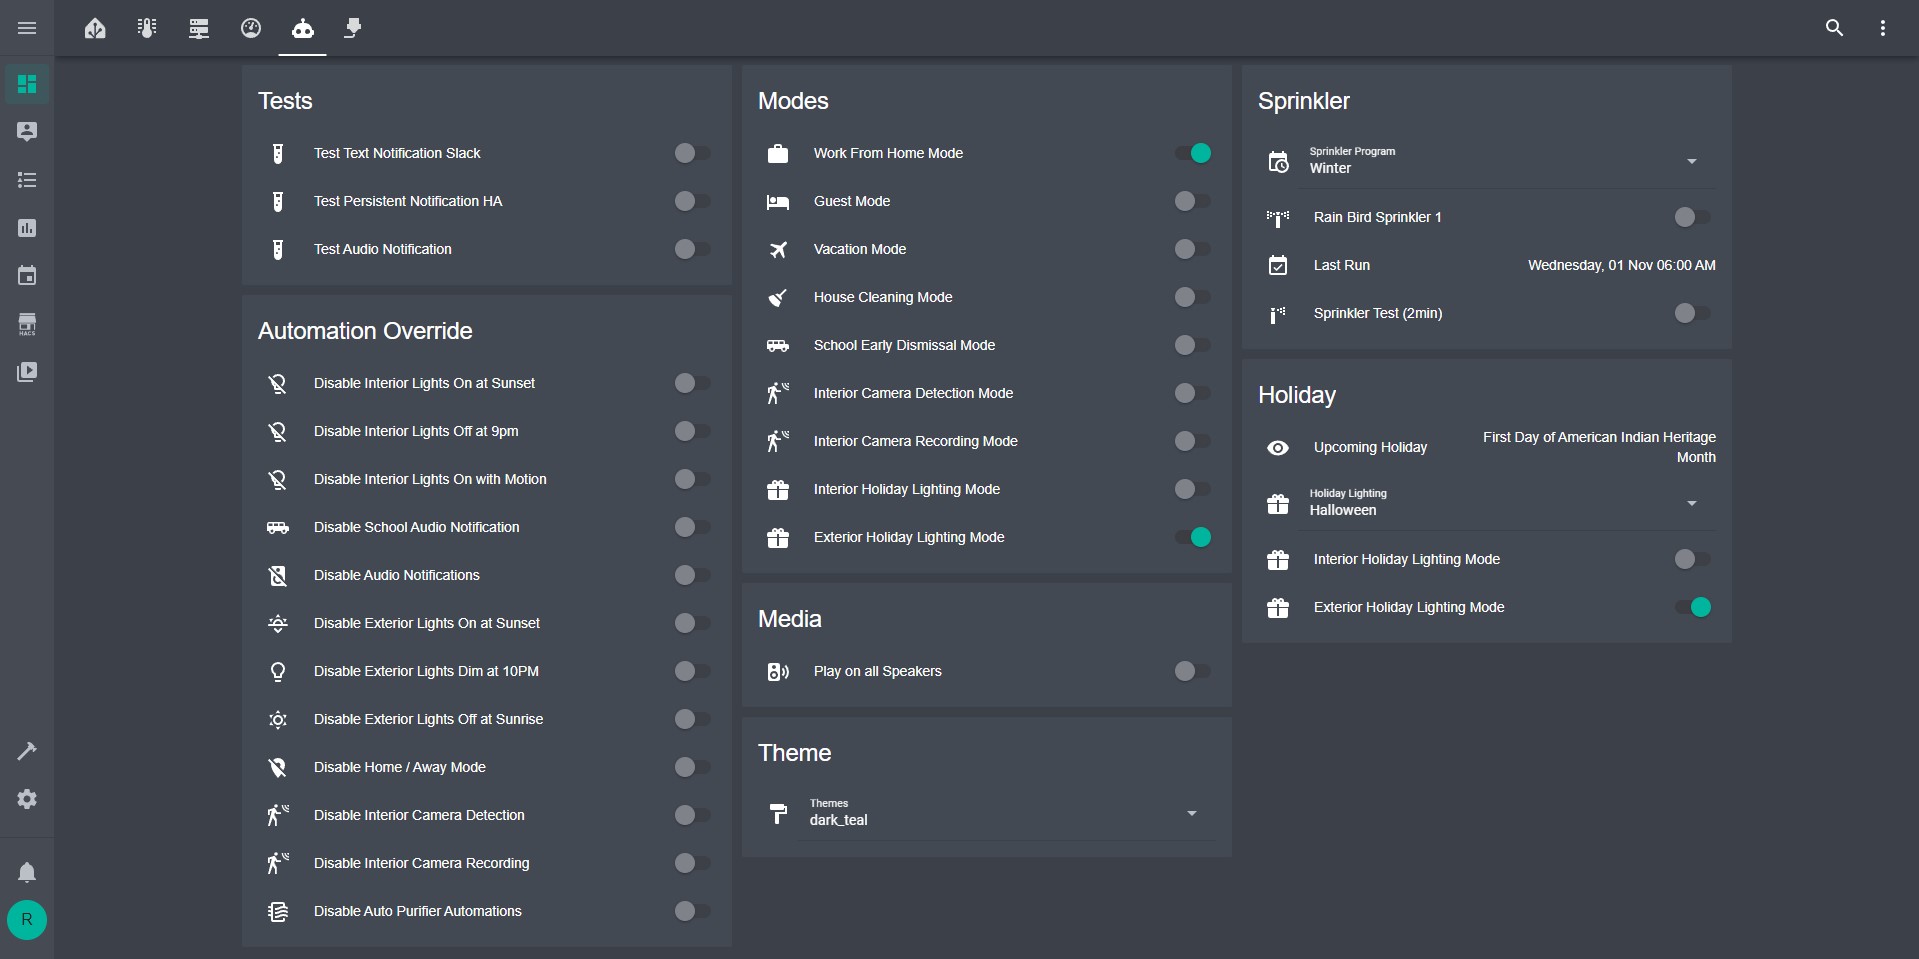 Tests
Test Text Notification Slack
Test Persistent Notification HA
Test Audio Notification
Automation Override
Disable Interior Lights On at Sunset
Disable Interior Lights Off at 9pm
Disable Interior Lights On with Motion
Disable School Audio Notification
Disable Audio Notifications
Disable Exterior Lights On at Sunset
Disable Exterior Lights Dim at 10PM
Disable Exterior Lights Off at Sunrise
Disable Home / Away Mode
Disable Interior Camera Detection
Disable Interior Camera Recording
Disable Auto Purifier Automations
Modes
Work From Home Mode
Guest Mode
Vacation Mode
House Cleaning Mode
School Early Dismissal Mode
Interior Camera Detection Mode
Interior Camera Recording Mode
Interior Holiday Lighting Mode
Exterior Holiday Lighting Mode
Media
Play on all Speakers
Theme
Themes
dark_teal
Sprinkler
Sprinkler Program
Winter
Rain Bird Sprinkler 1
Last Run Wednesday, 01 Nov 06:00 AM
Sprinkler Test (2min)
Holiday
Upcoming Holiday First Day of American Indian Heritage
Month
Holiday Lighting
Halloween
Interior Holiday Lighting Mode
Exterior Holiday Lighting Mode
HACS
R